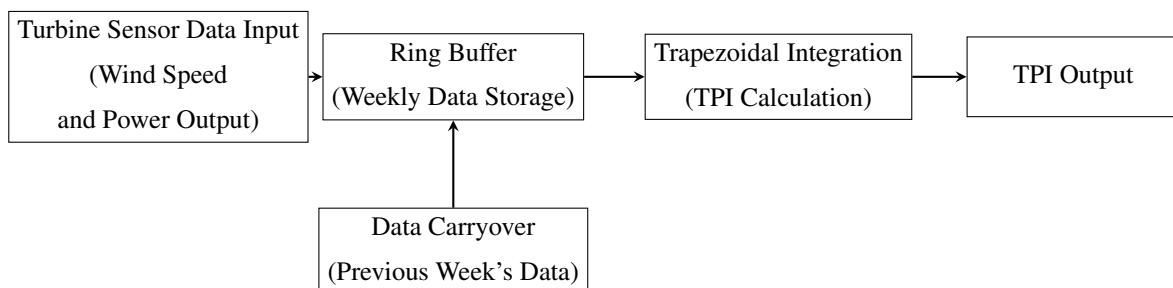 Turbine Sensor Data Input
(Wind Speed
and Power Output)
Ring Buffer
(Weekly Data Storage)
Trapezoidal Integration
(TPI Calculation)
TPI Output
Data Carryover
(Previous Week's Data)